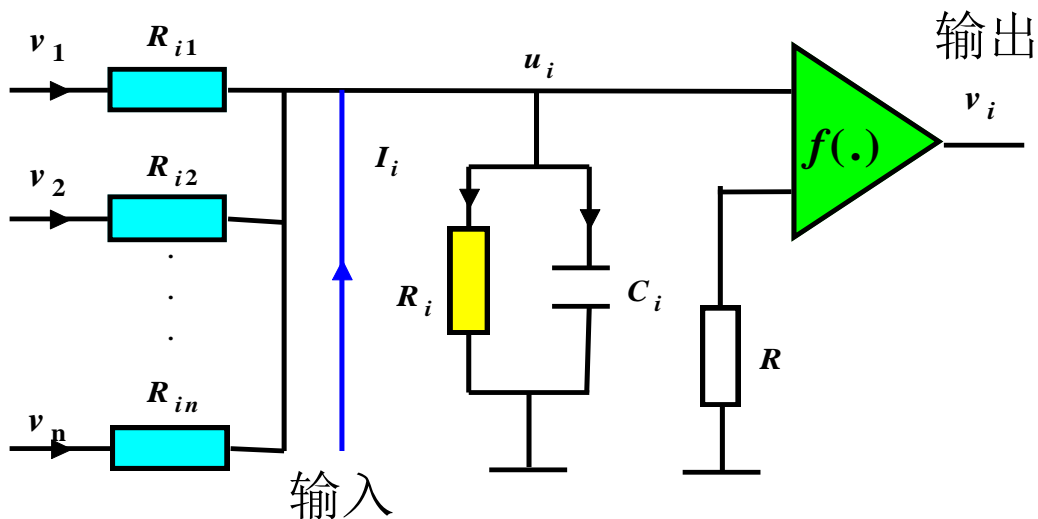 输出
v1
Ri1
ui
vi
f(.)
Ii
v2
Ri2
.
.
.
Ri
Ci
R
Rin
vn
输入